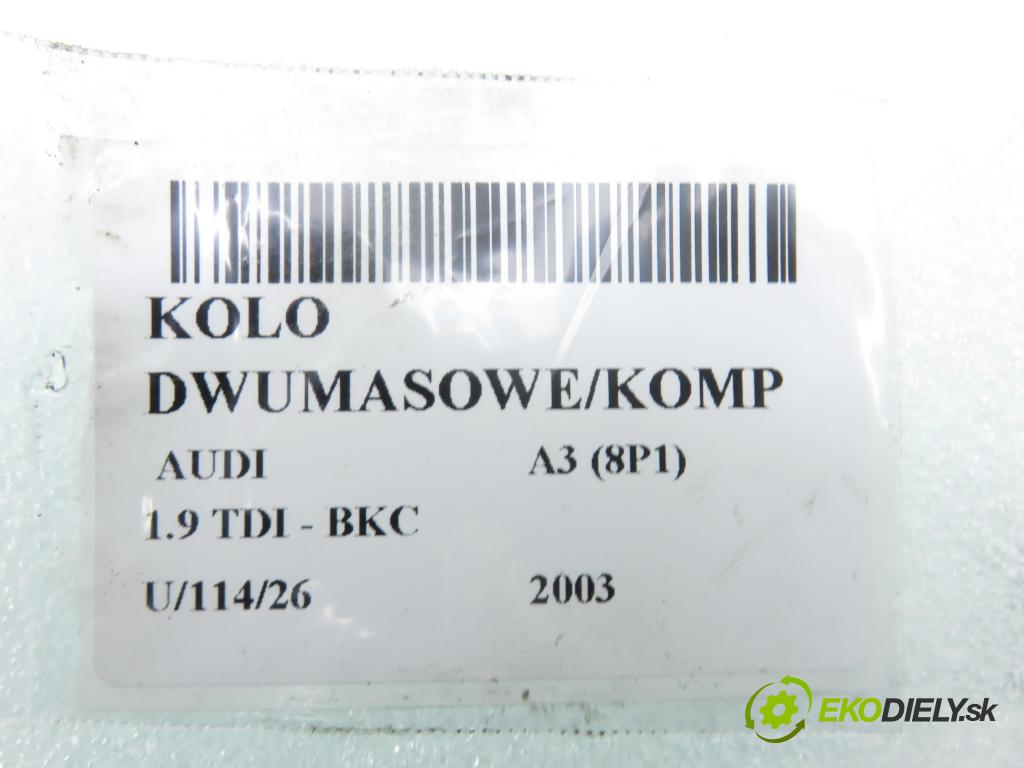 KOLO
DWUMASOWE/KOMP
AUDI A3 (8P1)
1.9 TDI - BKC
U/114/26 2003
EKODIELY.sk